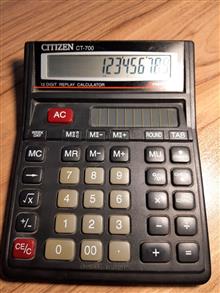 CITIZEN CT-700
123456789
12 DIGIT REPLAY CALCULATOR
AC
ROUND TAB
MC MR M- M+ MU
7 8 9 %
√x 4 5 6 × ÷
+/- 1 2 3
CE/C 0 00 · + =